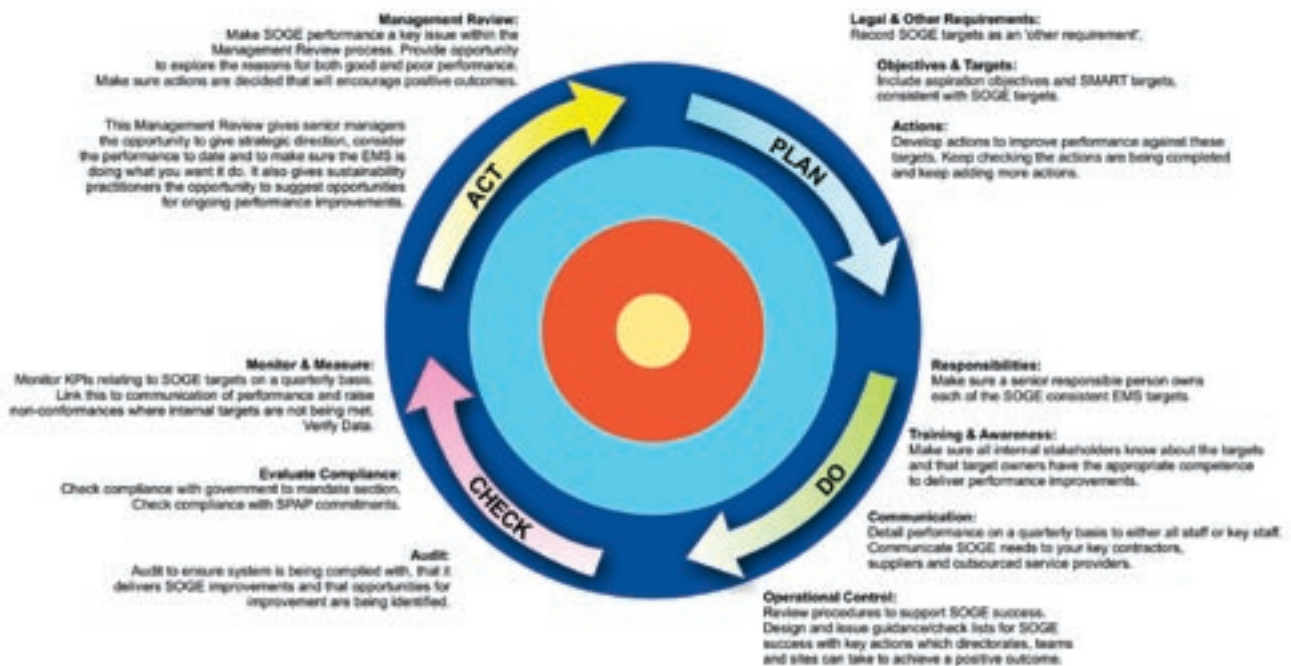 Management Review:
Make SOGE performance a key issue within the
Management Review process. Provide opportunity
to explore the reasons for both good and poor performance.
Make sure actions are decided that will encourage positive outcomes.
This Management Review gives senior managers
the opportunity to give strategic direction, consider
the performance to date and to make sure the EMS is
doing what you want it do. It also gives sustainability
practitioners the opportunity to suggest opportunities
for ongoing performance improvements.
ACT
Legal & Other Requirements:
Record SOGE targets as an 'other requirement'.
Objectives & Targets:
Include aspiration objectives and SMART targets,
consistent with SOGE targets.
Actions:
Develop actions to improve performance against these
targets. Keep checking the actions are being completed
and keep adding more actions.
PLAN
Responsibilities:
Make sure a senior responsible person owns
each of the SOGE consistent EMS targets.
Training & Awareness:
Make sure all internal stakeholders know about the targets
and that target owners have the appropriate competence
to deliver performance improvements.
Communication:
Detail performance on a quarterly basis to either all staff or key staff.
Communicate SOGE needs to your key contractors,
suppliers and outsourced service providers.
Operational Control:
Review procedures to support SOGE success.
Design and issue guidance/check lists for SOGE
success with key actions which directorates, teams
and sites can take to achieve a positive outcome.
DO
Monitor & Measure:
Monitor KPIs relating to SOGE targets on a quarterly basis.
Link this to communication of performance and raise
non-conformances where internal targets are not being met.
Verify Data.
Evaluate Compliance:
Check compliance with government to mandate section.
Check compliance with SPAP commitments.
Audit:
Audit to ensure system is being complied with, that it
delivers SOGE improvements and that opportunities for
improvement are being identified.
CHECK